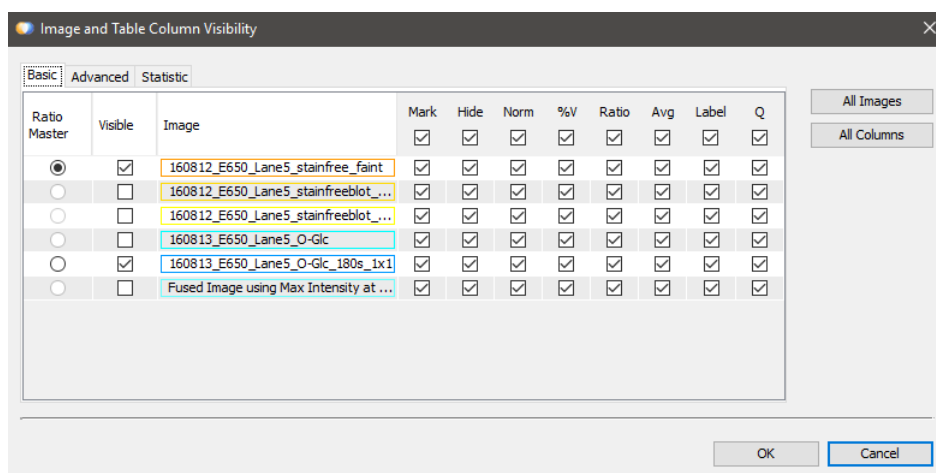 Image and Table Column Visibility
Basic Advanced Statistic
Ratio Master Visible Image Mark Hide Norm %V Ratio Avg Label Q
All Images
All Columns
160812_E650_Lane5_stainfree_faint
160812_E650_Lane5_stainfreeblot_...
160812_E650_Lane5_stainfreeblot_...
160813_E650_Lane5_O-Glc
160813_E650_Lane5_O-Glc_180s_1x1
Fused Image using Max Intensity at ...
OK Cancel